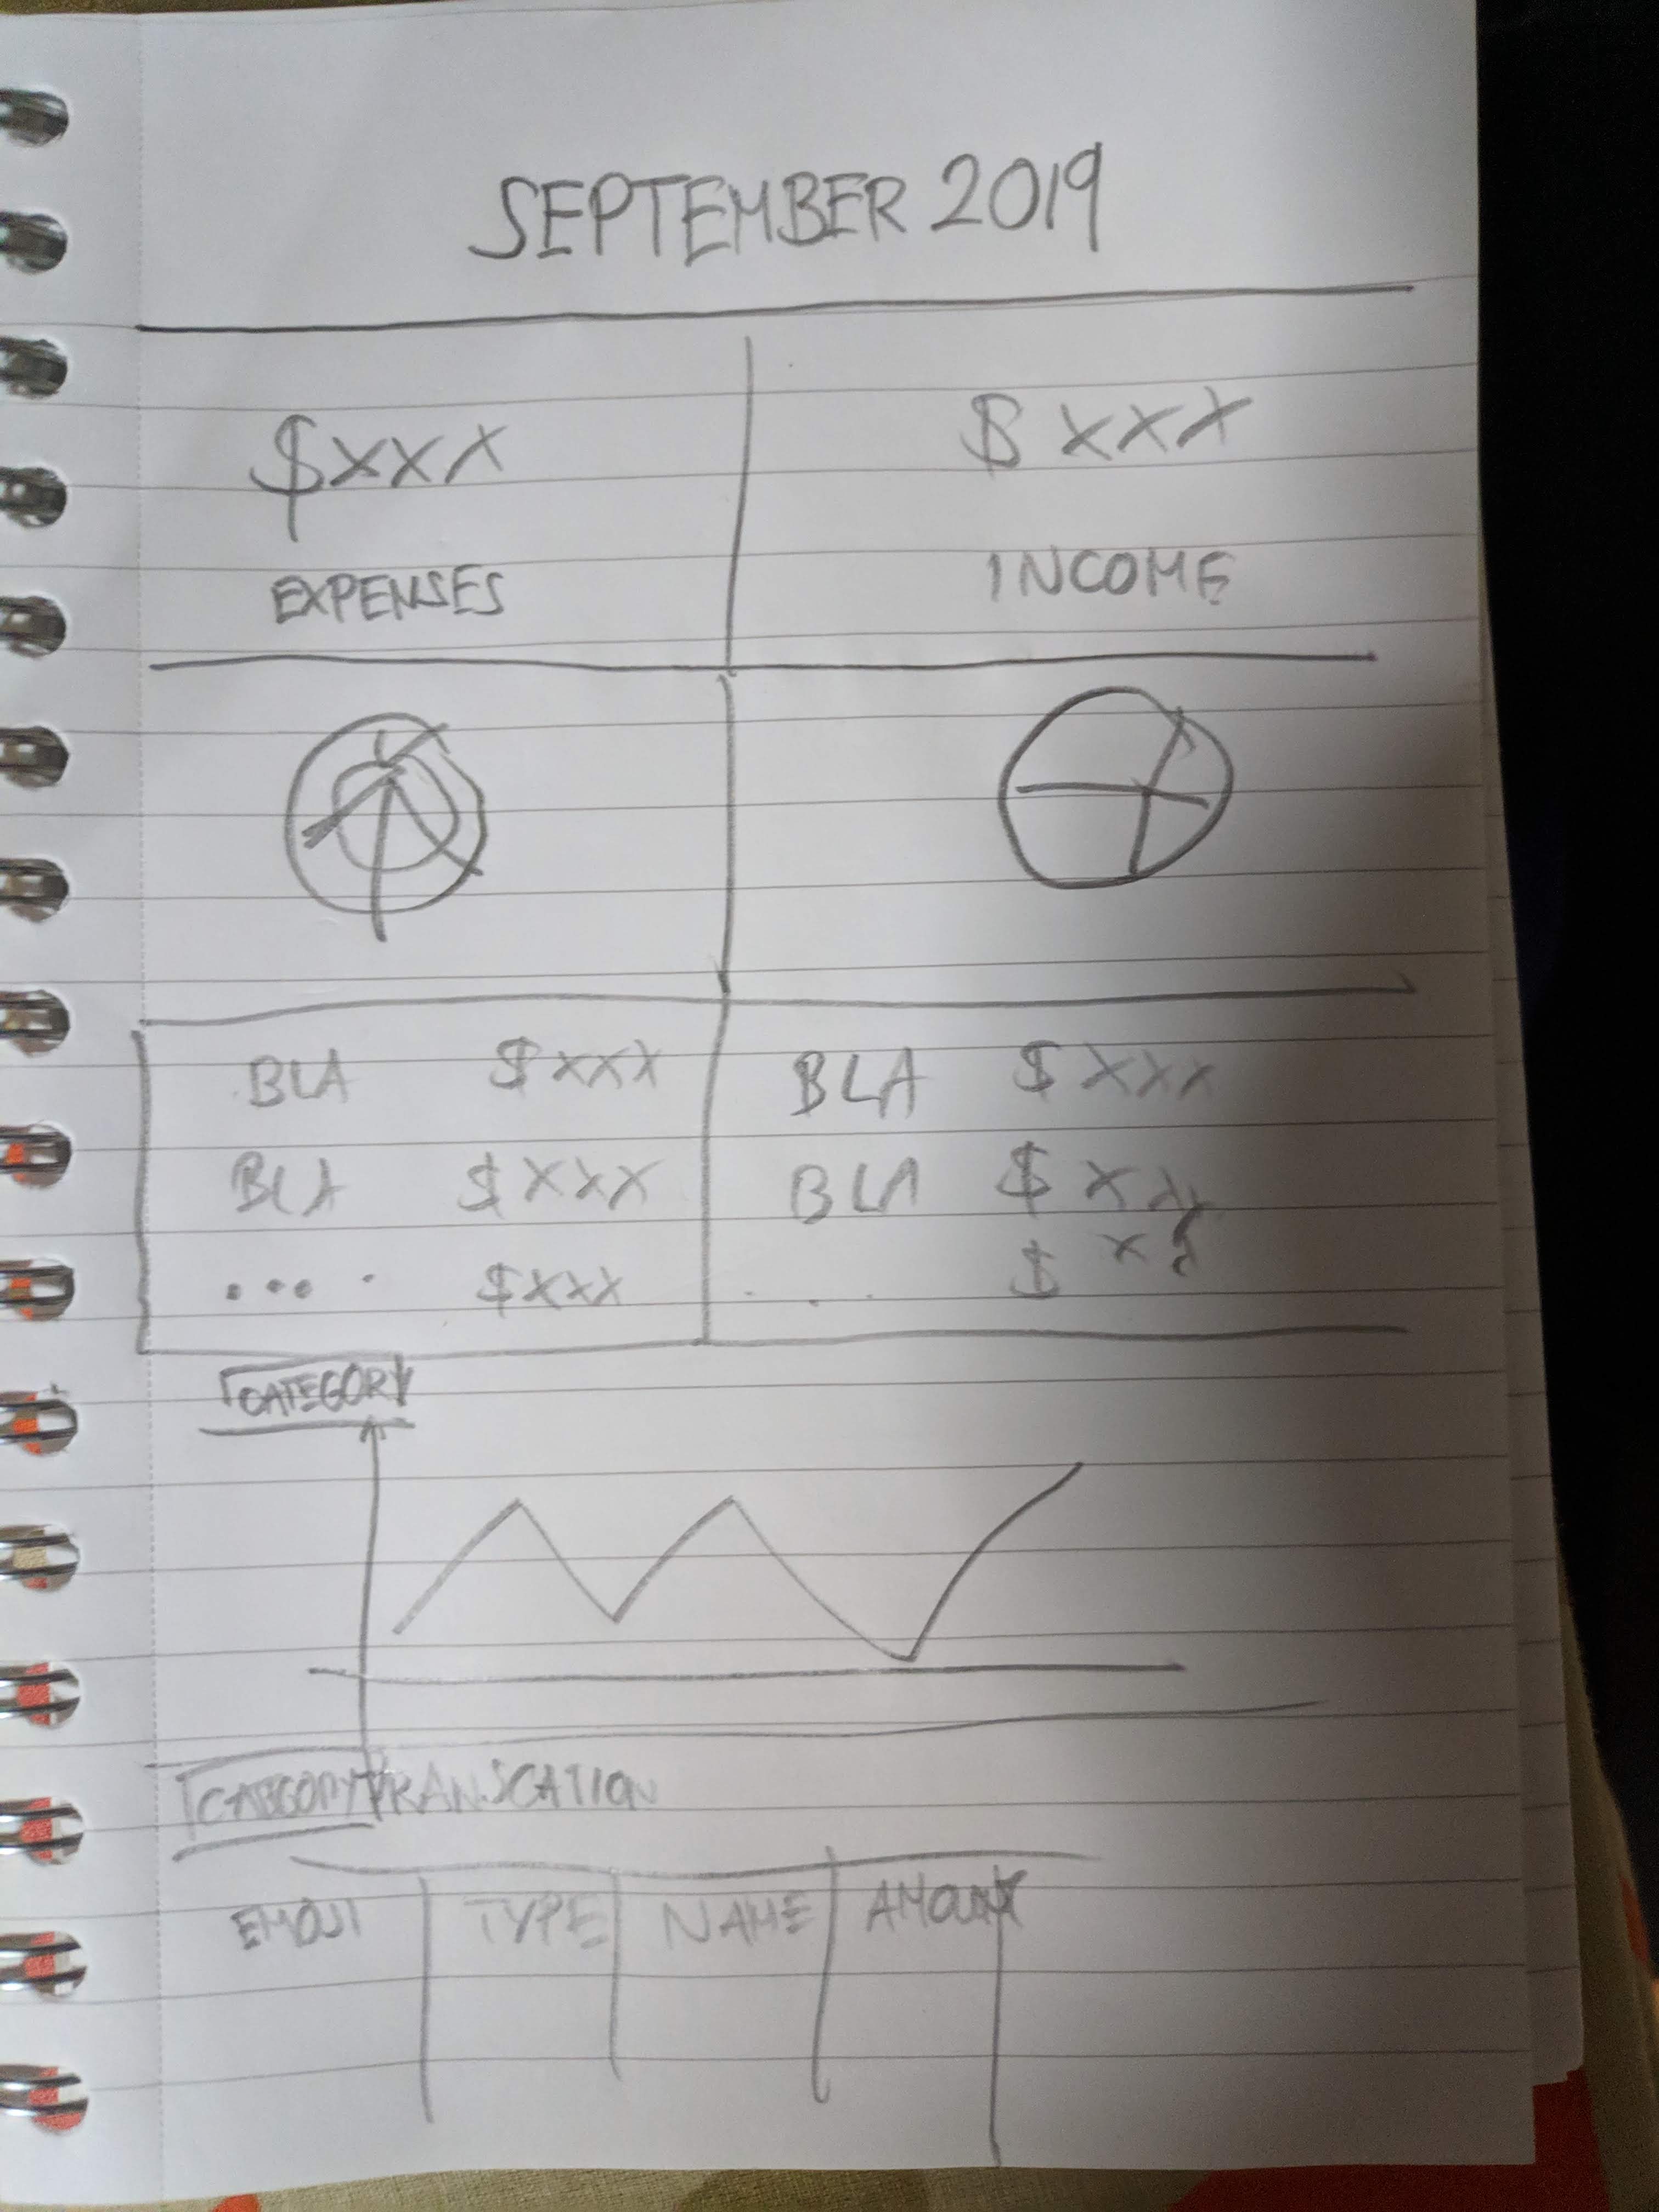 SEPTEMBER 2019
$XXX
$XXX
EXPENSES
INCOME
BLA $XXX
BLA $XXX
BLA $XXX
BLA $XXX
.... $XXX
... $ XX
CATEGORY
CATEGORY TRANSCATION
EMOJI TYPE NAME AMOUNT